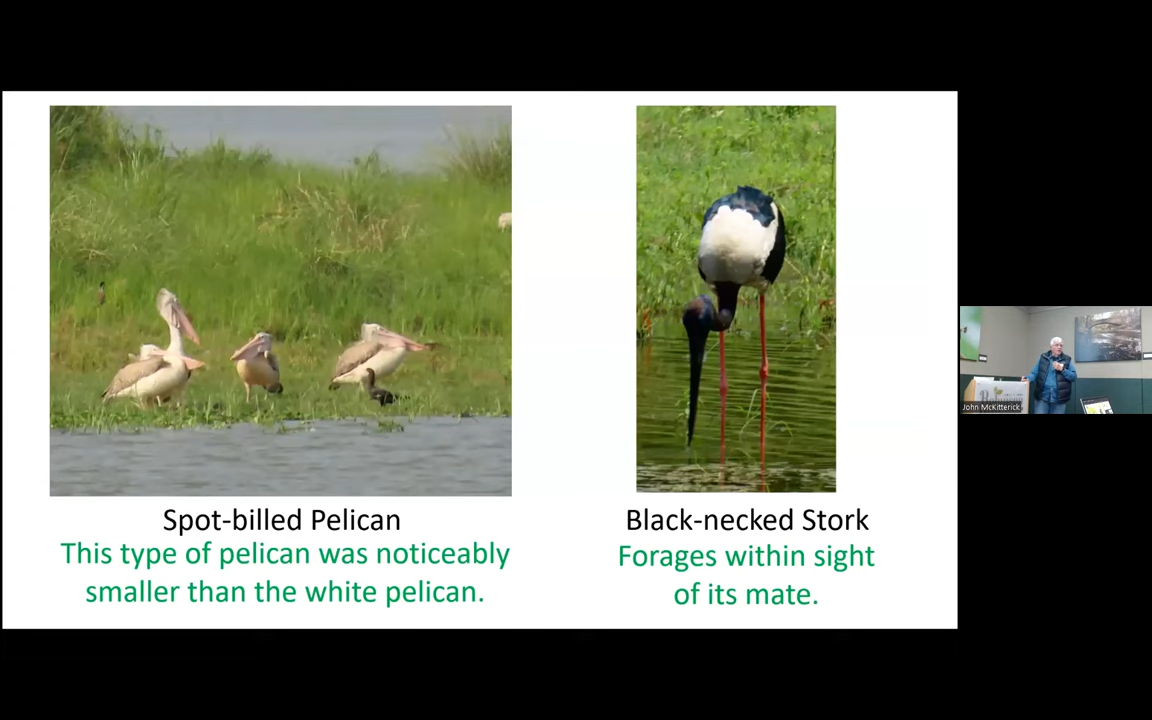 Spot-billed Pelican
This type of pelican was noticeably
smaller than the white pelican.
Black-necked Stork
Forages within sight
of its mate.
John McKitterick